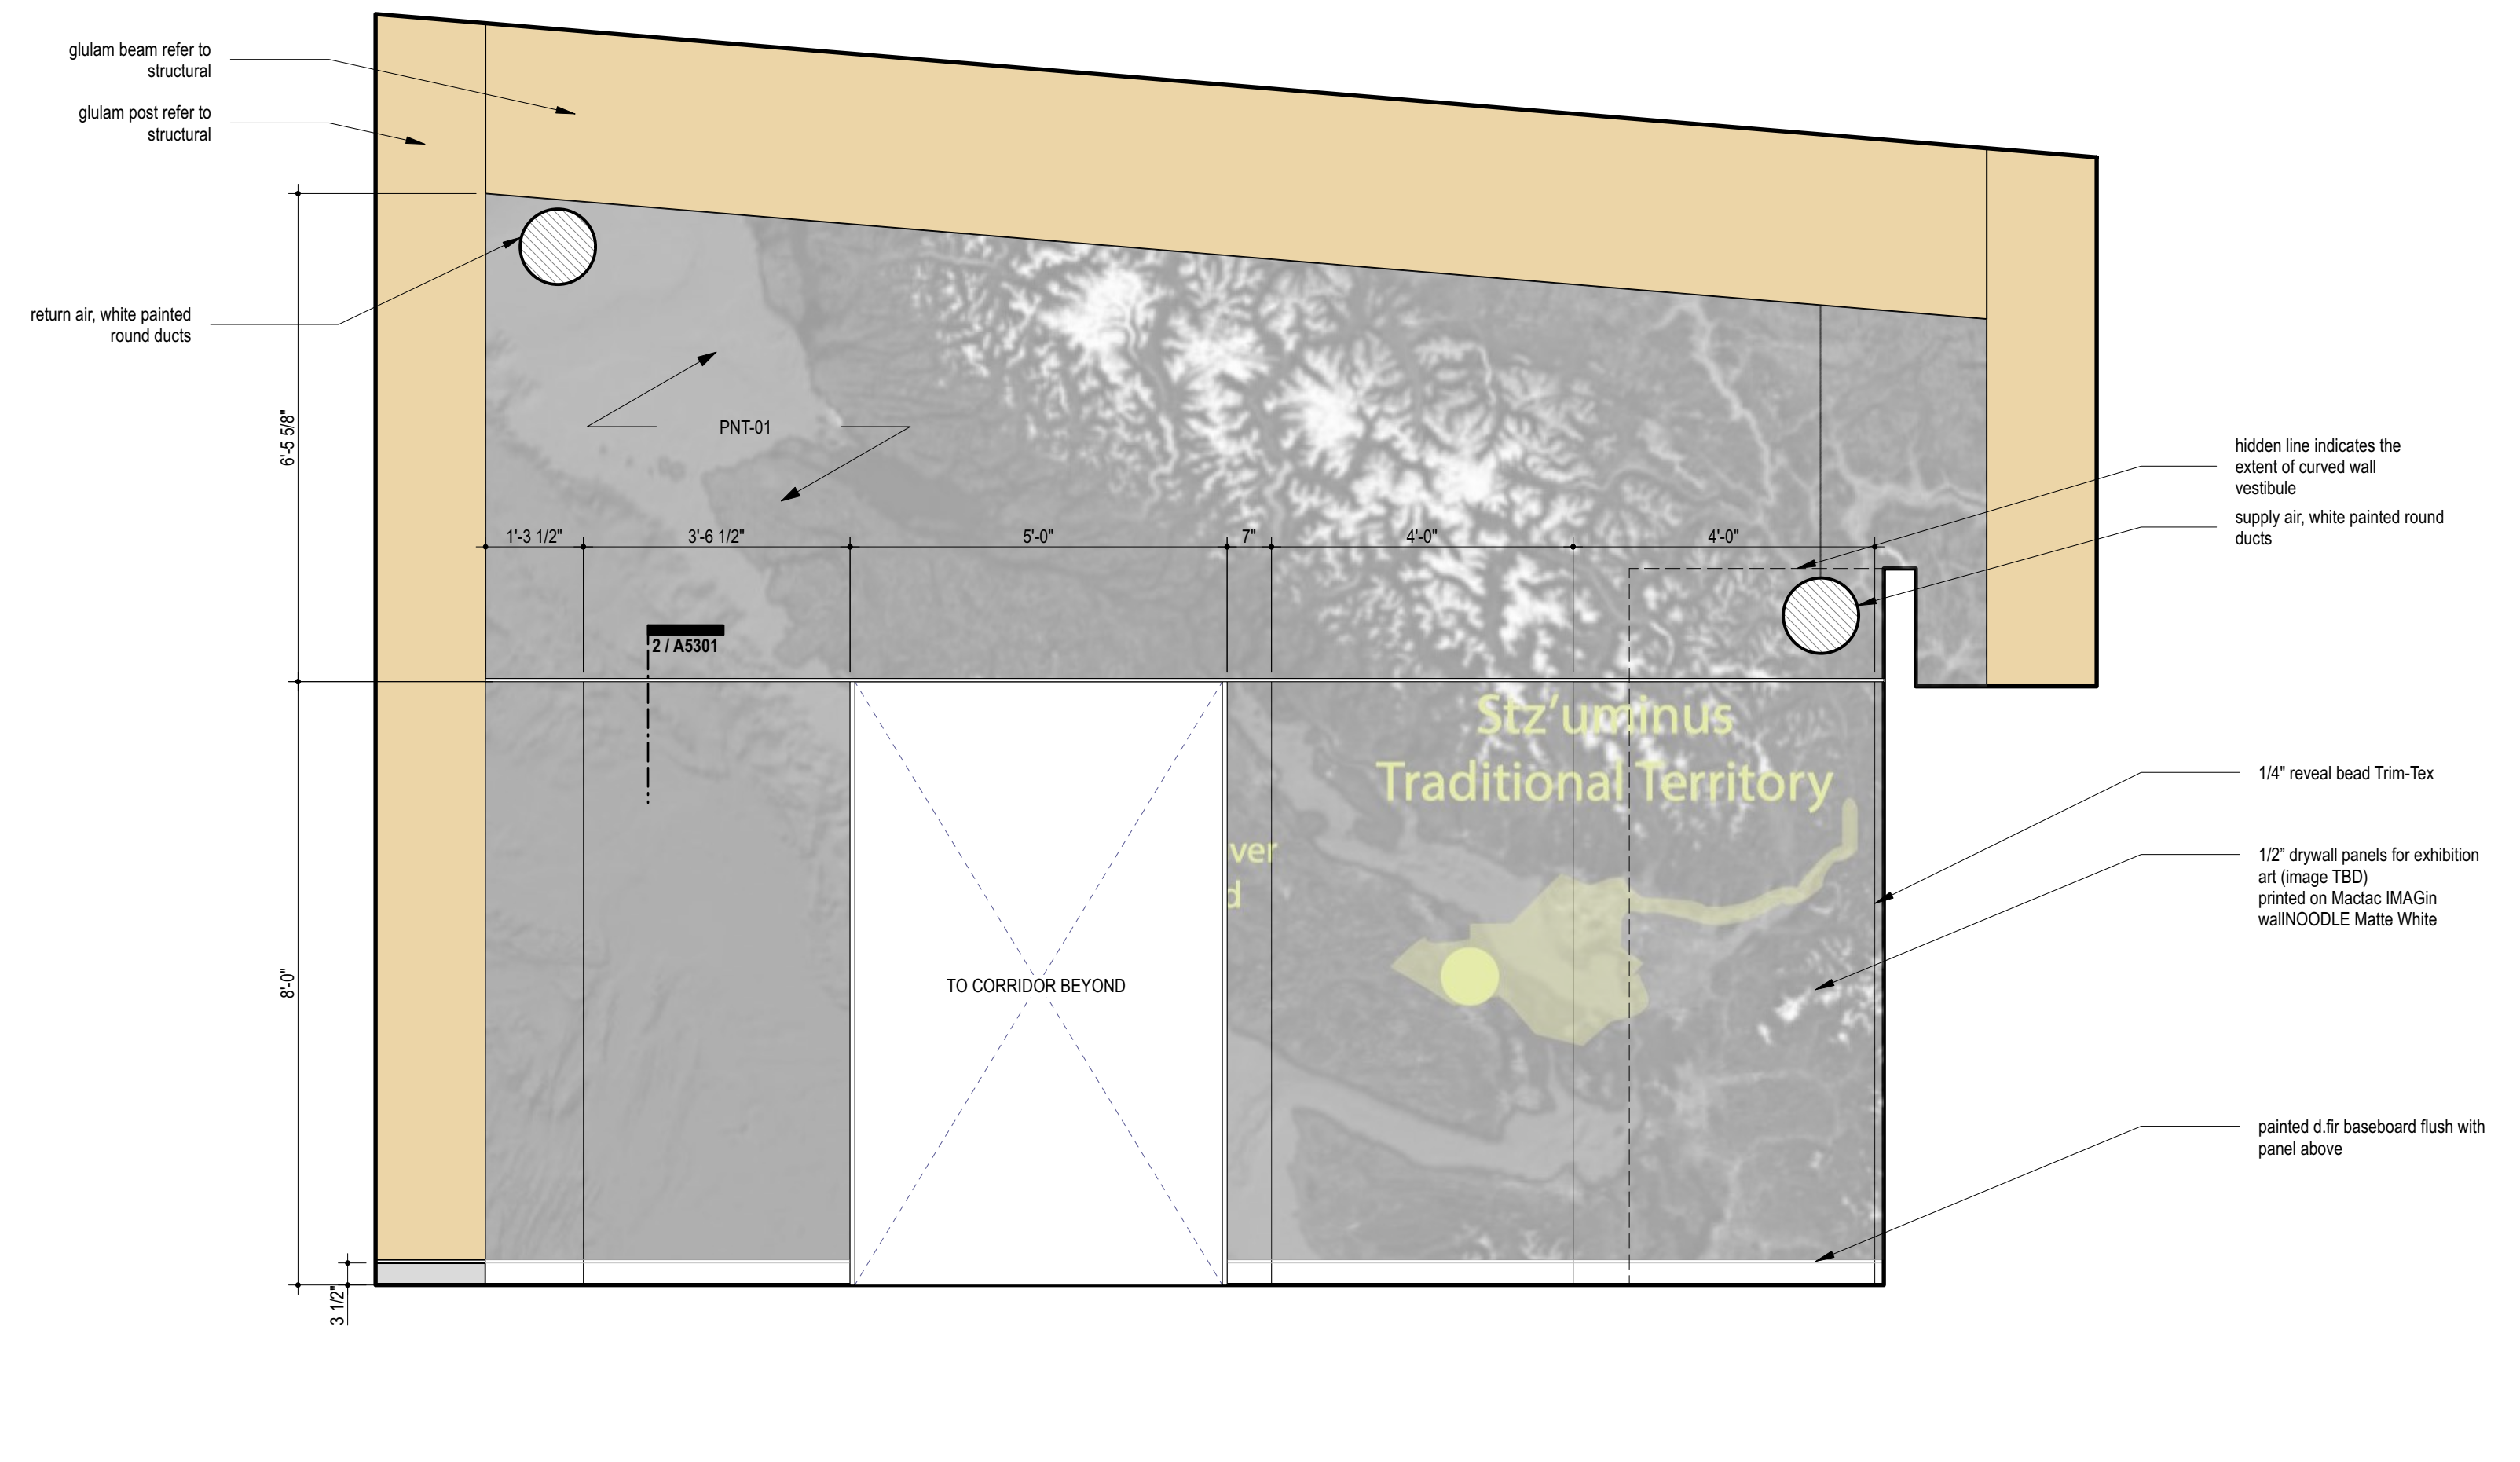 glulam beam refer to
structural
glulam post refer to
structural
return air, white painted
round ducts
6'-5 5/8"
8'-0"
3 1/2"
PNT-01
1'-3 1/2"
3'-6 1/2"
5'-0"
7"
4'-0"
4'-0"
2 / A5301
TO CORRIDOR BEYOND
Stz'uminus
Traditional Territory
ver
d
hidden line indicates the
extent of curved wall
vestibule
supply air, white painted round
ducts
1/4" reveal bead Trim-Tex
1/2” drywall panels for exhibition
art (image TBD)
printed on Mactac IMAGin
wallNOODLE Matte White
painted d.fir baseboard flush with
panel above